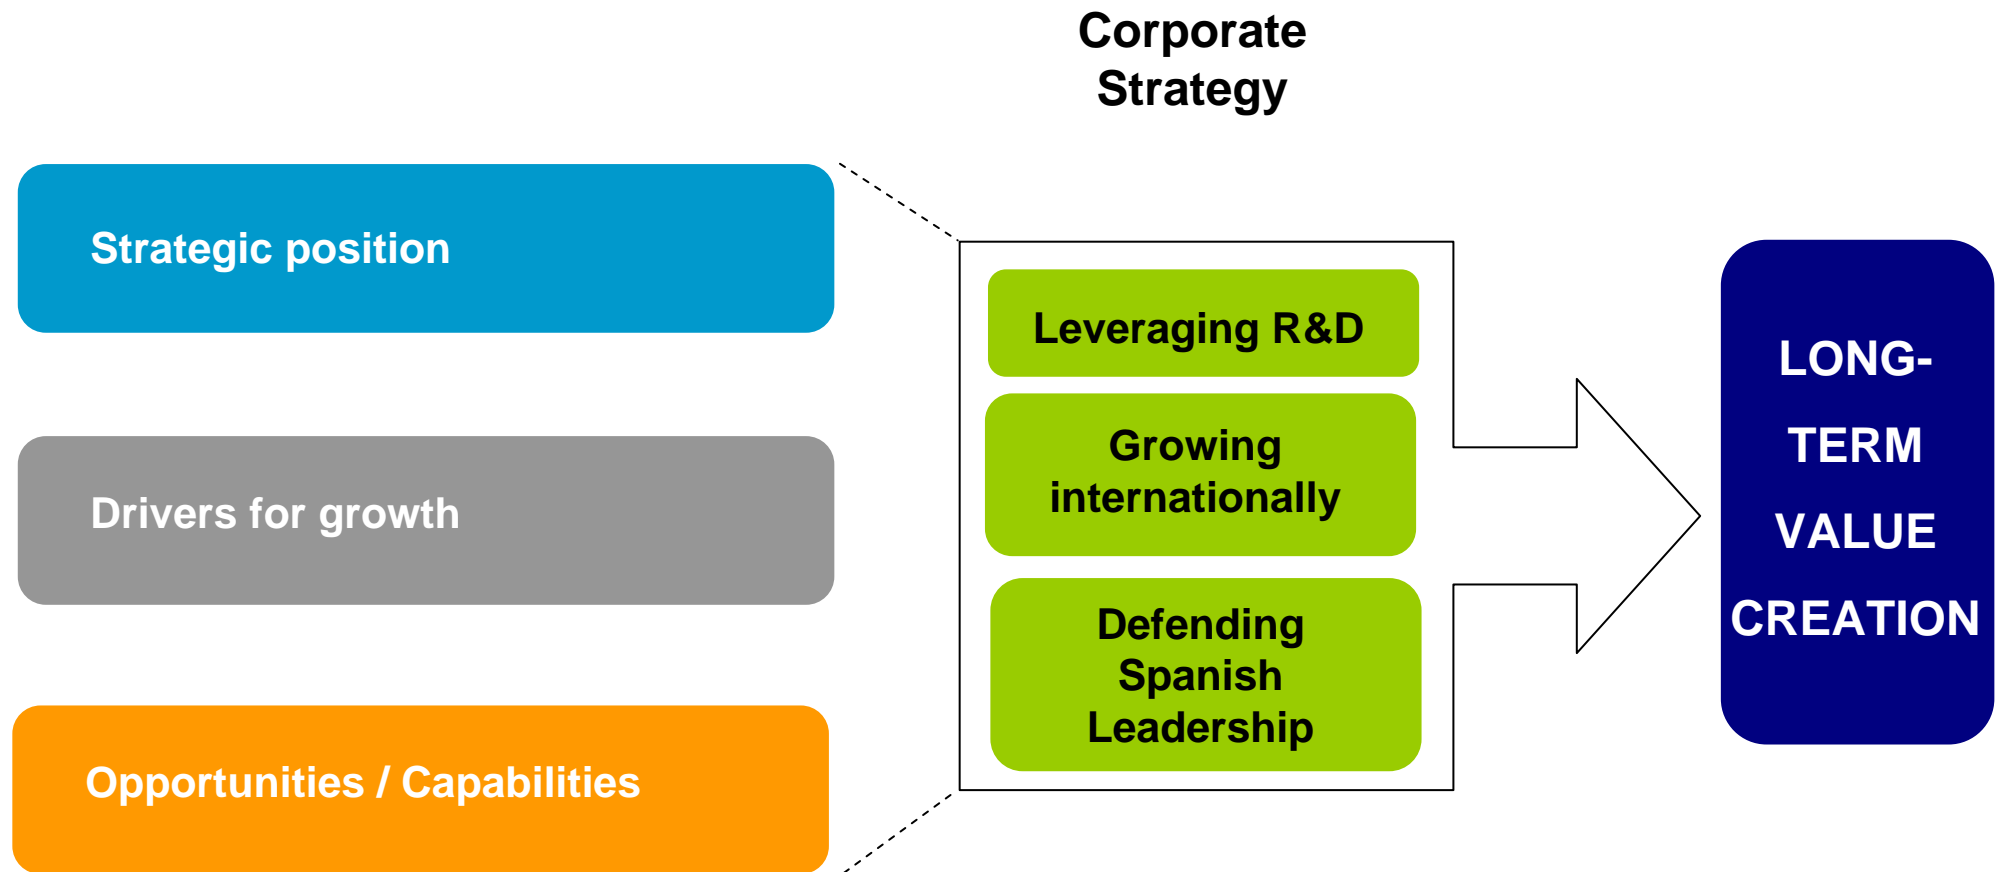 Corporate
Strategy
Strategic position
Drivers for growth
Opportunities / Capabilities
Leveraging R&D
Growing
internationally
Defending
Spanish
Leadership
LONG-
TERM
VALUE
CREATION